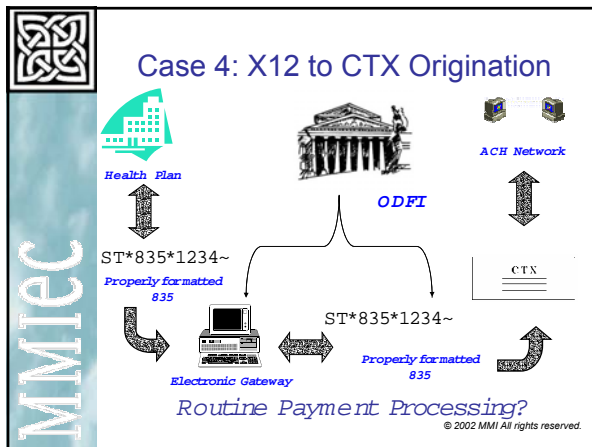 Case 4: X12 to CTX Origination
Health Plan
ODFI
ACH Network
ST*835*1234~
Properly formatted
835
CTX
ST*835*1234~
Properly formatted
835
Electronic Gateway
Routine Payment Processing?
© 2002 MMI All rights reserved.
MMIec